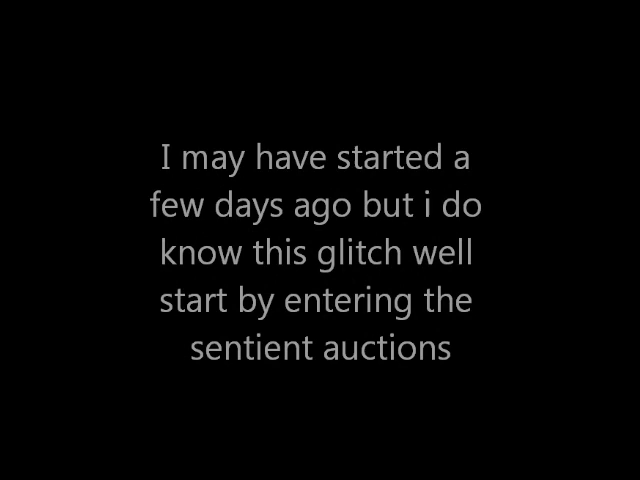 I may have started a
few days ago but i do
know this glitch well
start by entering the
sentient auctions